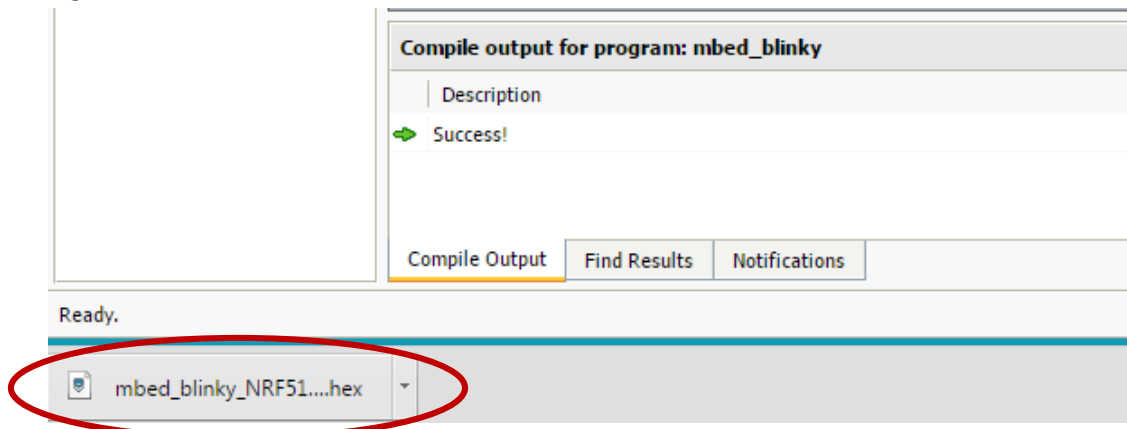 Compile output for program: mbed_blinky
Description
Success!
Compile Output Find Results Notifications
Ready.
mbed_blinky_NRF51....hex